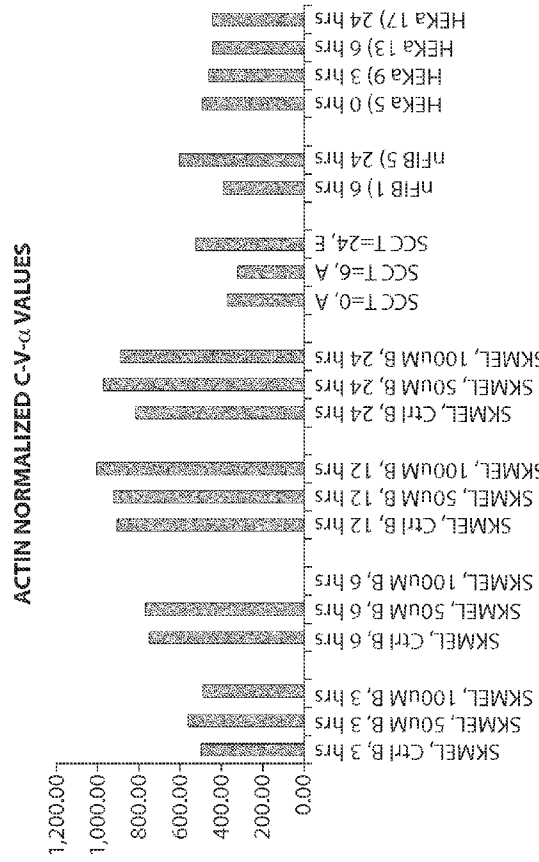 ACTIN NORMALIZED C-V-α VALUES
1,200.00
1,000.00
800.00
600.00
400.00
200.00
0.00
SKMEL, Ctrl B, 3 hrs
SKMEL, 50uM B, 3 hrs
SKMEL, 100uM B, 3 hrs
SKMEL, Ctrl B, 6 hrs
SKMEL, 50uM B, 6 hrs
SKMEL, 100uM B, 6 hrs
SKMEL, Ctrl B, 12 hrs
SKMEL, 50uM B, 12 hrs
SKMEL, 100uM B, 12 hrs
SKMEL, Ctrl B, 24 hrs
SKMEL, 50uM B, 24 hrs
SKMEL, 100uM B, 24 hrs
SCCT=0, A
SCCT=6, A
SCCT=24, E
nFIB 1) 6 hrs
nFIB 5) 24 hrs
HEKa 5) 0 hrs
HEKa 9) 3 hrs
HEKa 13) 6 hrs
HEKa 17) 24 hrs